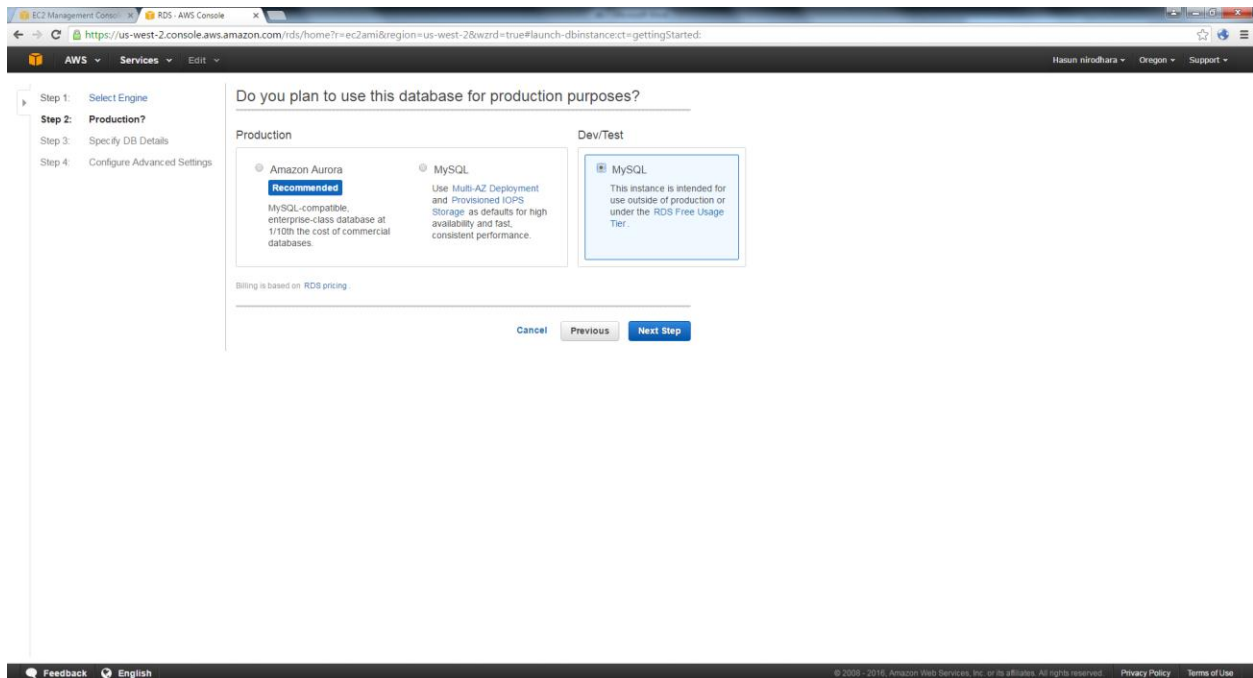 EC2 Management Consol
RDS - AWS Console
https://us-west-2.console.aws.amazon.com/rds/home?r=ec2ami&region=us-west-2&wzrd=true#launch-dbinstance:ct=gettingStarted:
AWS
Services
Edit
Hasun nirodhara
Oregon
Support
Step 1: Select Engine
Step 2: Production?
Step 3: Specify DB Details
Step 4: Configure Advanced Settings
Do you plan to use this database for production purposes?
Production
Amazon Aurora
Recommended
MySQL-compatible,
enterprise-class database at
1/10th the cost of commercial
databases.
MySQL
Use Multi-AZ Deployment
and Provisioned IOPS
Storage as defaults for high
availability and fast,
consistent performance.
Dev/Test
MySQL
This instance is intended for
use outside of production or
under the RDS Free Usage
Tier.
Billing is based on RDS pricing.
Cancel
Previous
Next Step
Feedback
English
© 2008 - 2016, Amazon Web Services, Inc. or its affiliates. All rights reserved.
Privacy Policy
Terms of Use